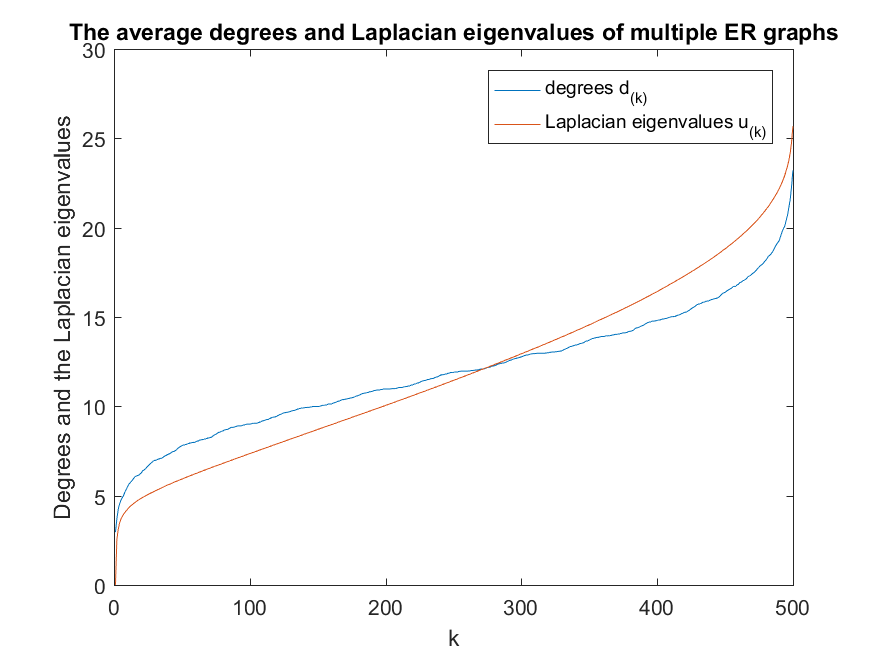 The average degrees and Laplacian eigenvalues of multiple ER graphs
degrees d(k)
Laplacian eigenvalues u(k)
Degrees and the Laplacian eigenvalues
30
25
20
15
10
5
0
0 100 200 300 400 500
k